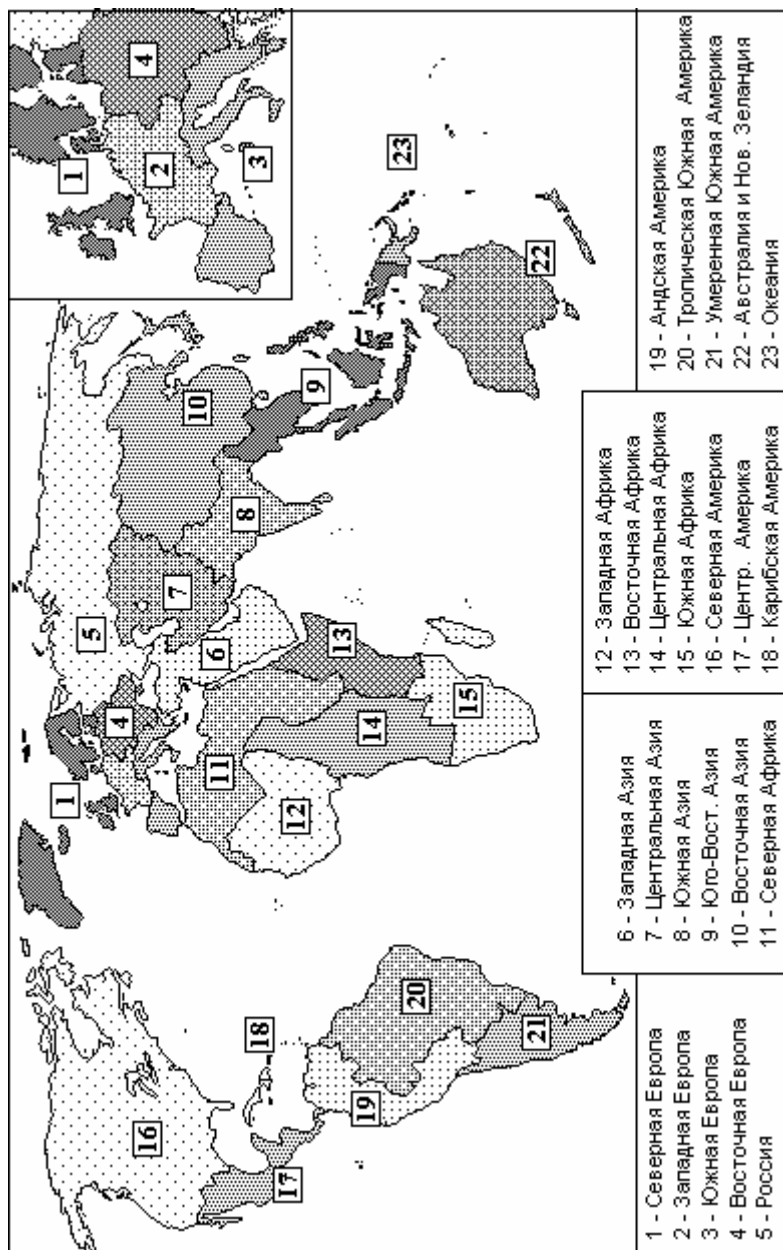 1
2
3
4
1
4
5
6
7
8
9
10
11
12
13
14
15
16
17
18
19
20
21
22
23
1 - Северная Европа
2 - Западная Европа
3 - Южная Европа
4 - Восточная Европа
5 - Россия
6 - Западная Азия
7 - Центральная Азия
8 - Южная Азия
9 - Юго-Вост. Азия
10 - Восточная Азия
11 - Северная Африка
12 - Западная Африка
13 - Восточная Африка
14 - Центральная Африка
15 - Южная Африка
16 - Северная Америка
17 - Центр. Америка
18 - Карибская Америка
19 - Андская Америка
20 - Тропическая Южная Америка
21 - Умеренная Южная Америка
22 - Австралия и Нов. Зеландия
23 - Океания